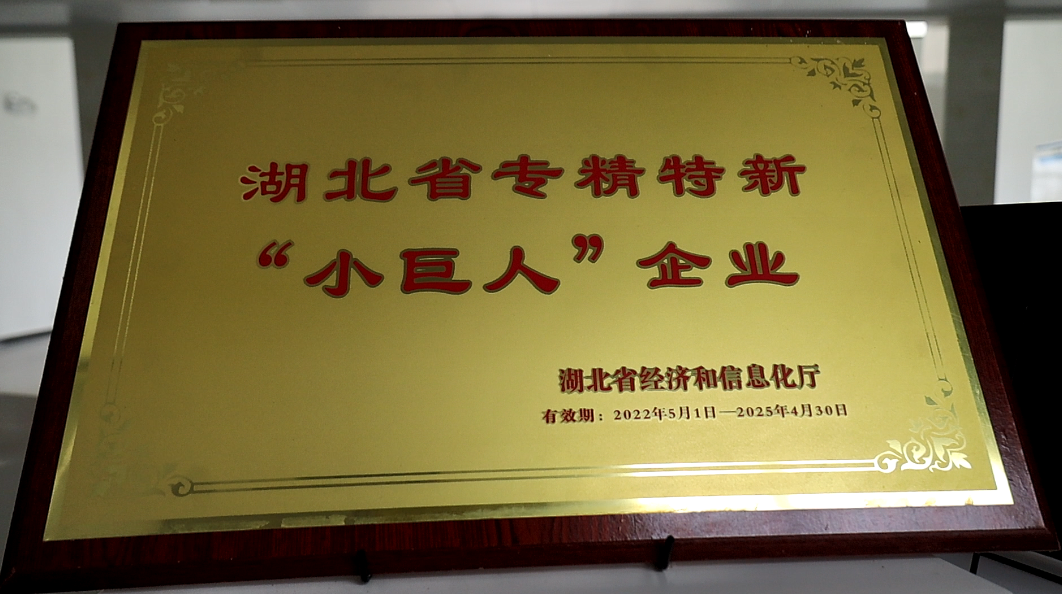 湖北省专精特新
“小巨人”企业
湖北省经济和信息化厅
有效期：2022年5月1日—2025年4月30日